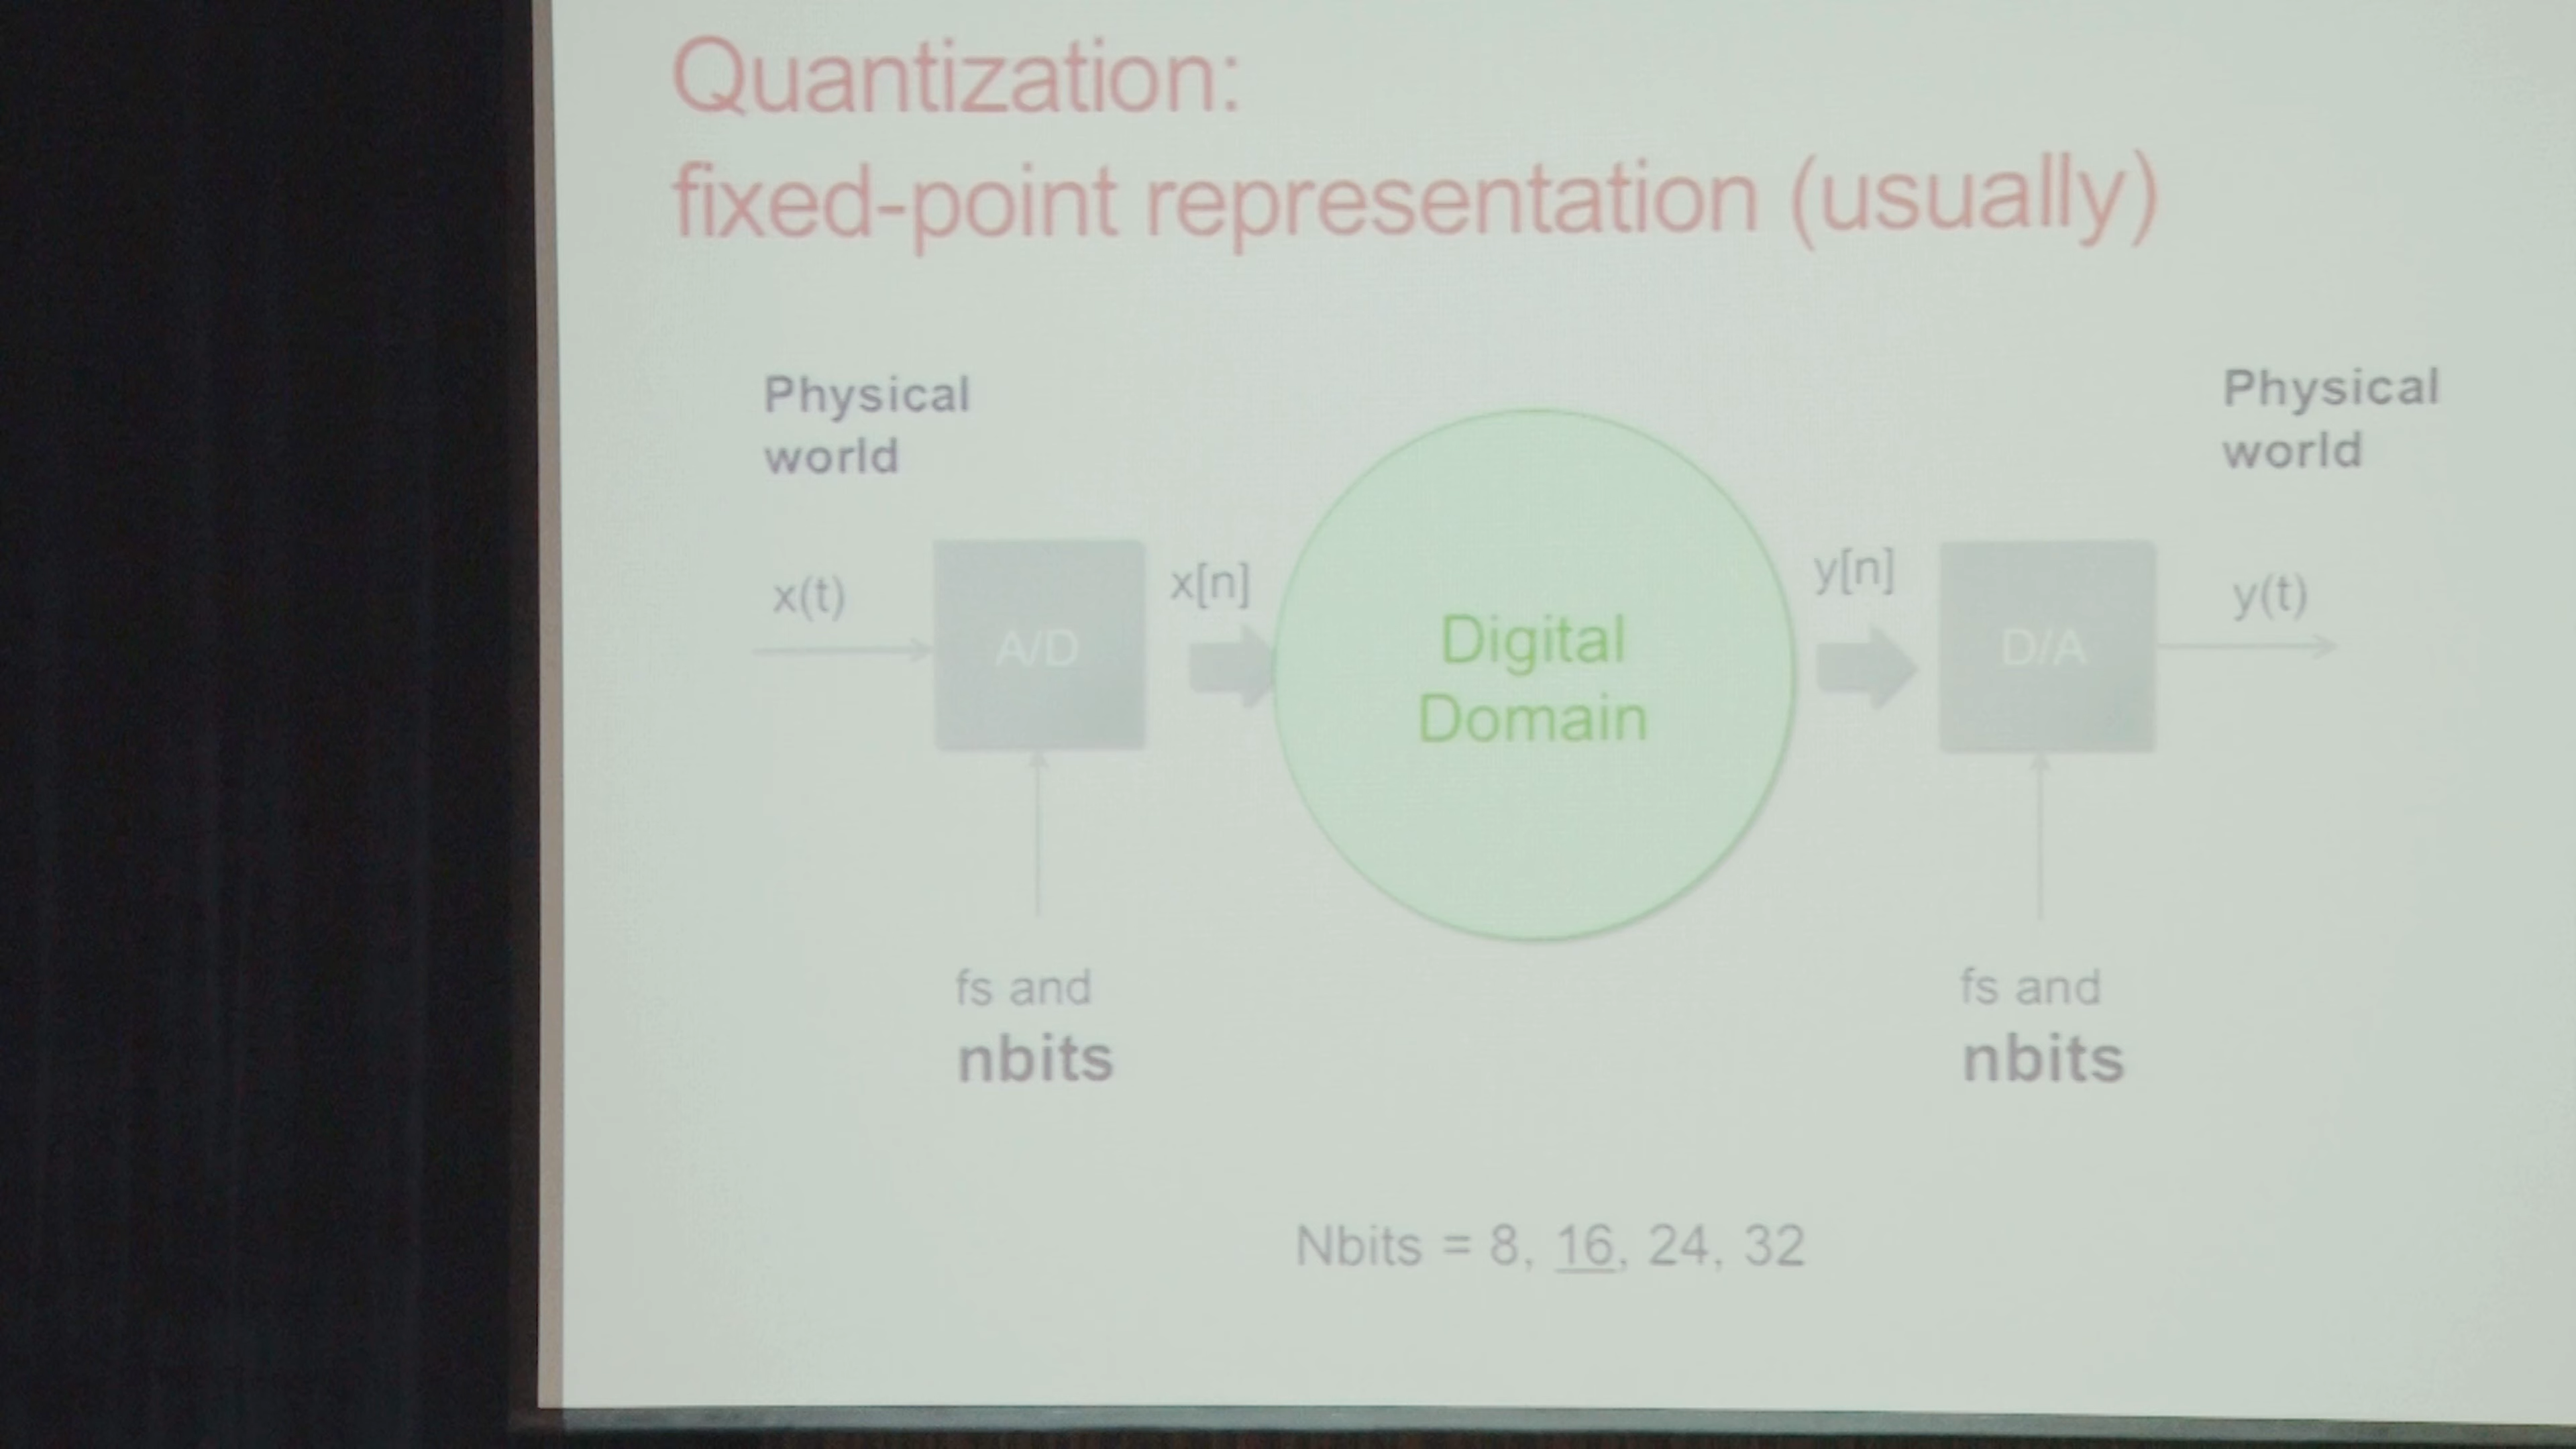 Quantization:
fixed-point representation (usually)
Physical
world
Physical
world
x(t)
A/D
x[n]
Digital
Domain
y[n]
D/A
y(t)
fs and
nbits
fs and
nbits
Nbits = 8, 16, 24, 32